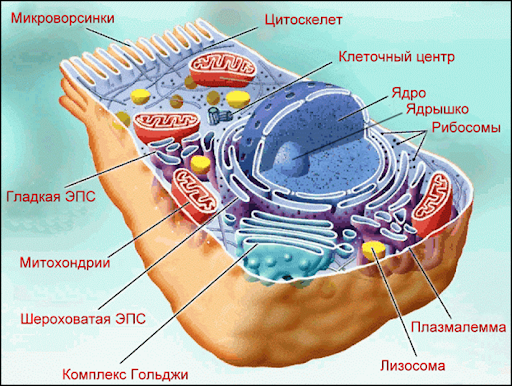 Микроворсинки
Цитоскелет
Клеточный центр
Ядро
Ядрышко
Рибосомы
Гладкая ЭПС
Митохондрии
Шероховатая ЭПС
Плазмалемма
Лизосома
Комплекс Гольджи